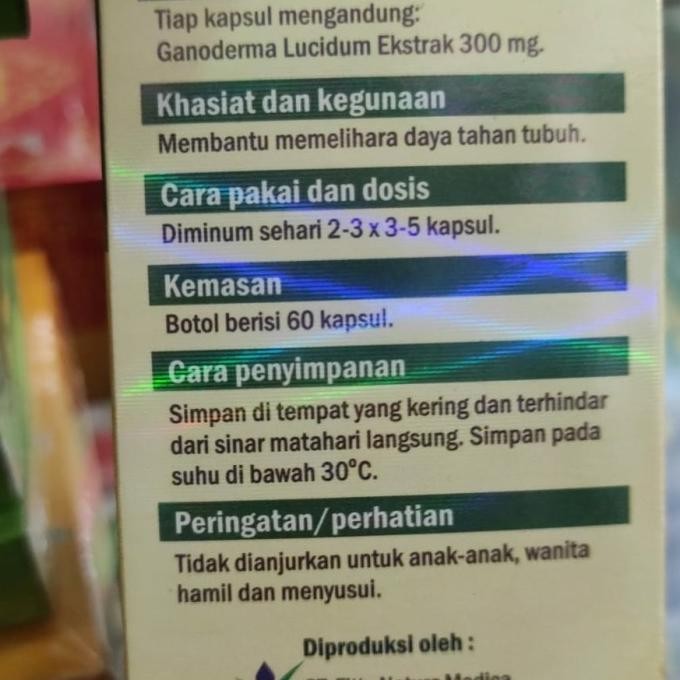 Tiap kapsul mengandung:
Ganoderma Lucidum Ekstrak 300 mg.
Khasiat dan kegunaan
Membantu memelihara daya tahan tubuh.
Cara pakai dan dosis
Diminum sehari 2-3 x 3-5 kapsul.
Kemasan
Botol berisi 60 kapsul.
Cara penyimpanan
Simpan di tempat yang kering dan terhindar
dari sinar matahari langsung. Simpan pada
suhu di bawah 30°C.
Peringatan/perhatian
Tidak dianjurkan untuk anak-anak, wanita
hamil dan menyusui.
Diproduksi oleh :